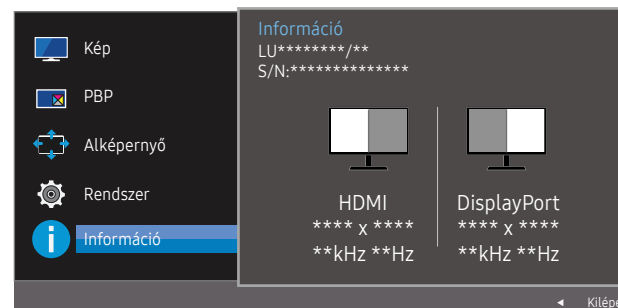 Kép
PBP
Alképernyő
Rendszer
Információ
Információ
LU********/**
S/N:**************
HDMI
**** x ****
**kHz **Hz
DisplayPort
**** x ****
**kHz **Hz